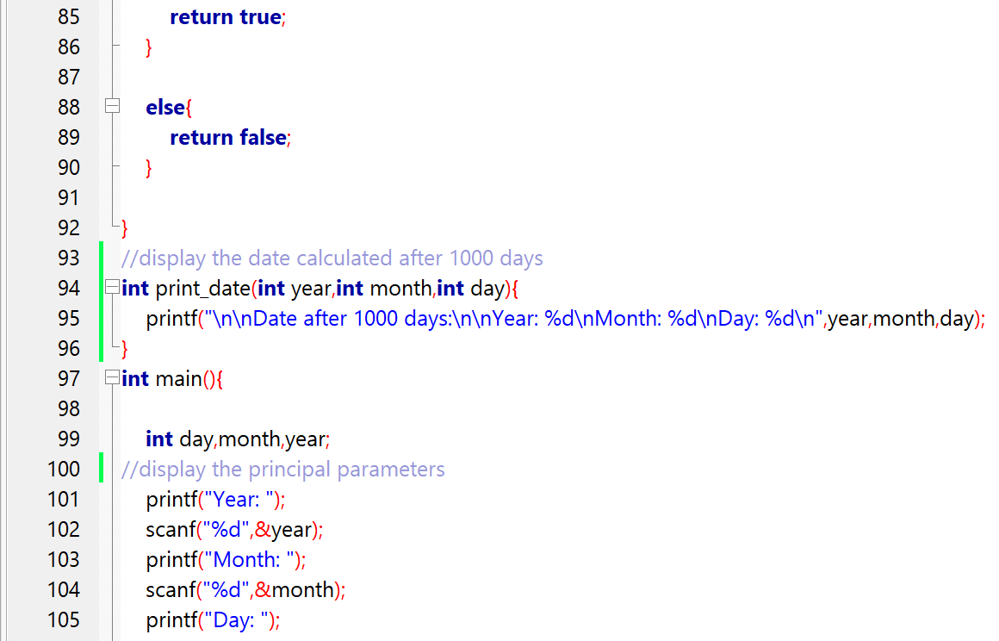 85 return true;
86 }
87
88 else{
89 return false;
90 }
91
92 }
93 //display the date calculated after 1000 days
94 int print_date(int year,int month,int day){
95 printf("\n\nDate after 1000 days:\n\nYear: %d\nMonth: %d\nDay: %d\n",year,month,day);
96 }
97 int main(){
98
99 int day,month,year;
100 //display the principal parameters
101 printf("Year: ");
102 scanf("%d",&year);
103 printf("Month: ");
104 scanf("%d",&month);
105 printf("Day: ");